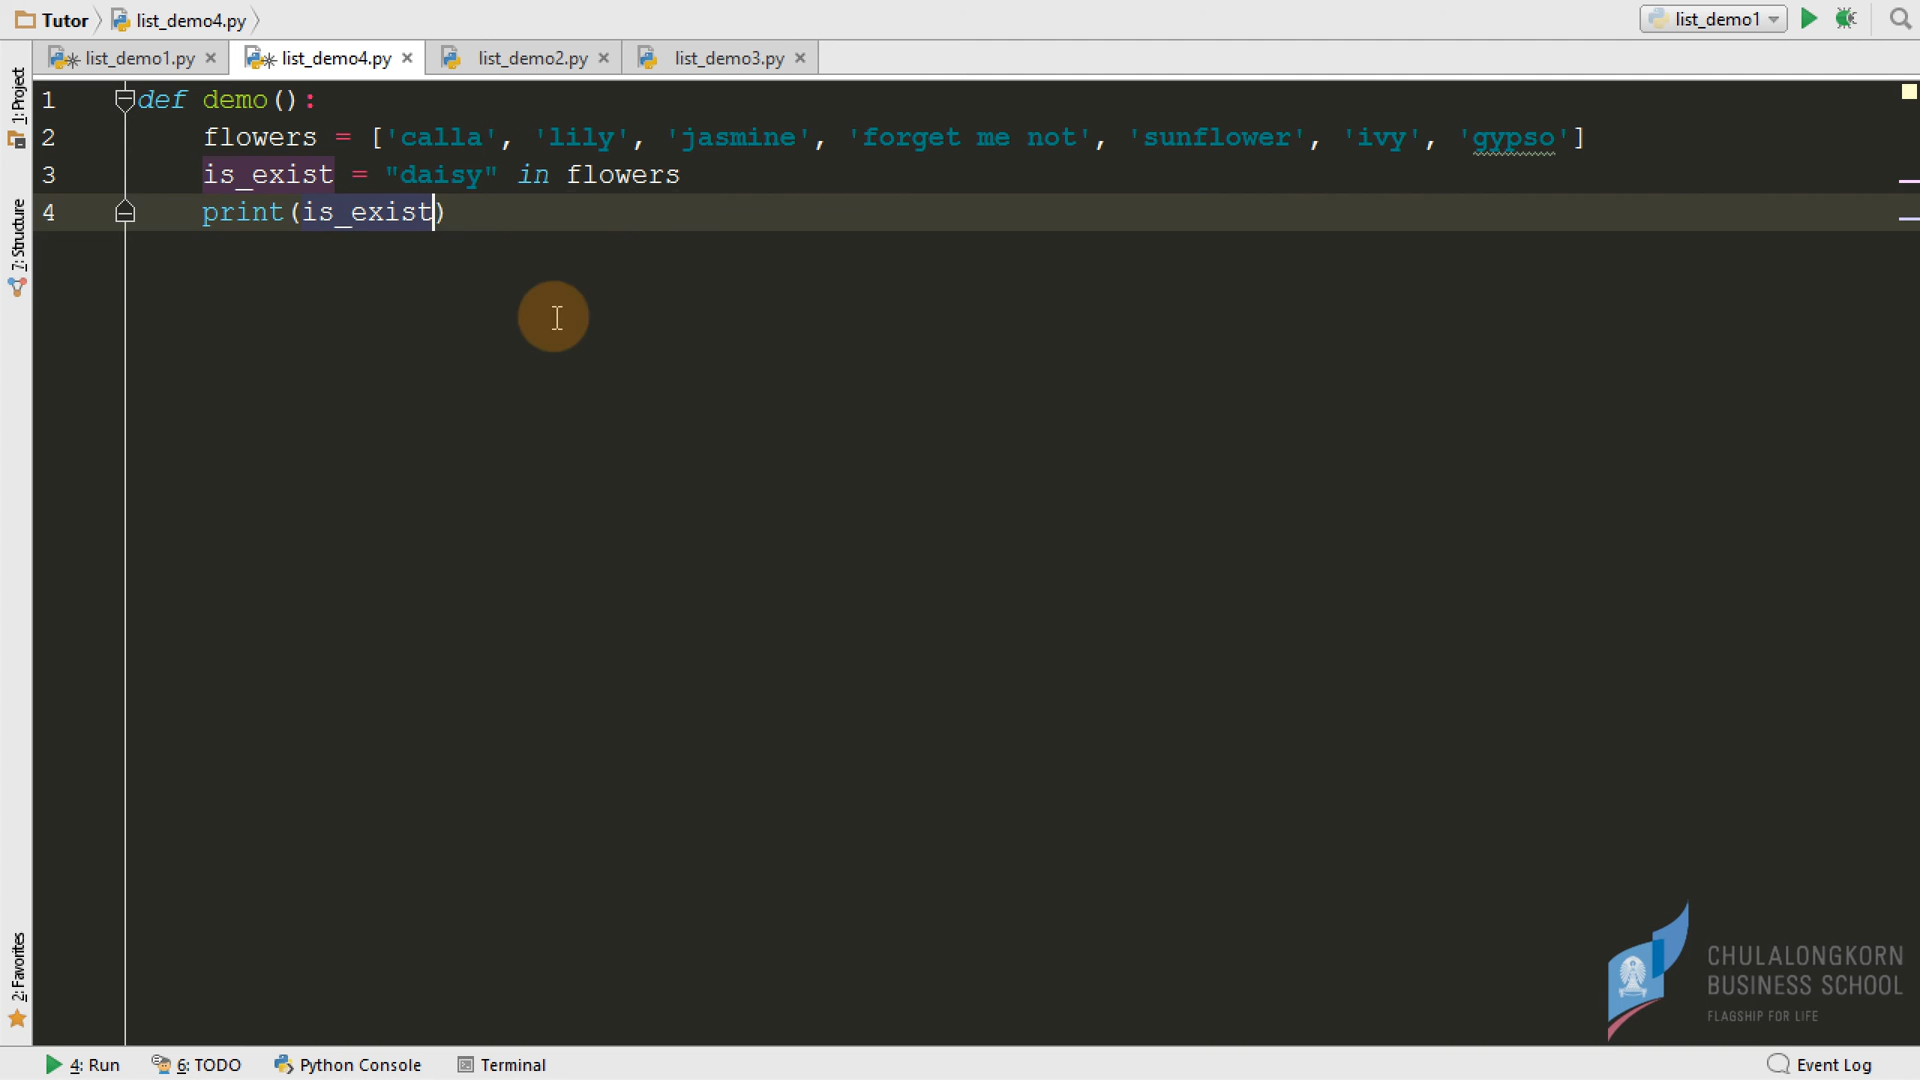 Tutor list_demo4.py list_demo1
list_demo1.py list_demo4.py list_demo2.py list_demo3.py
1: Project
7: Structure
2: Favorites
1 def demo():
2 flowers = ['calla', 'lily', 'jasmine', 'forget me not', 'sunflower', 'ivy', 'gypso']
3 is_exist = "daisy" in flowers
4 print(is_exist)
CHULALONGKORN
BUSINESS SCHOOL
FLAGSHIP FOR LIFE
4: Run 6: TODO Python Console Terminal Event Log